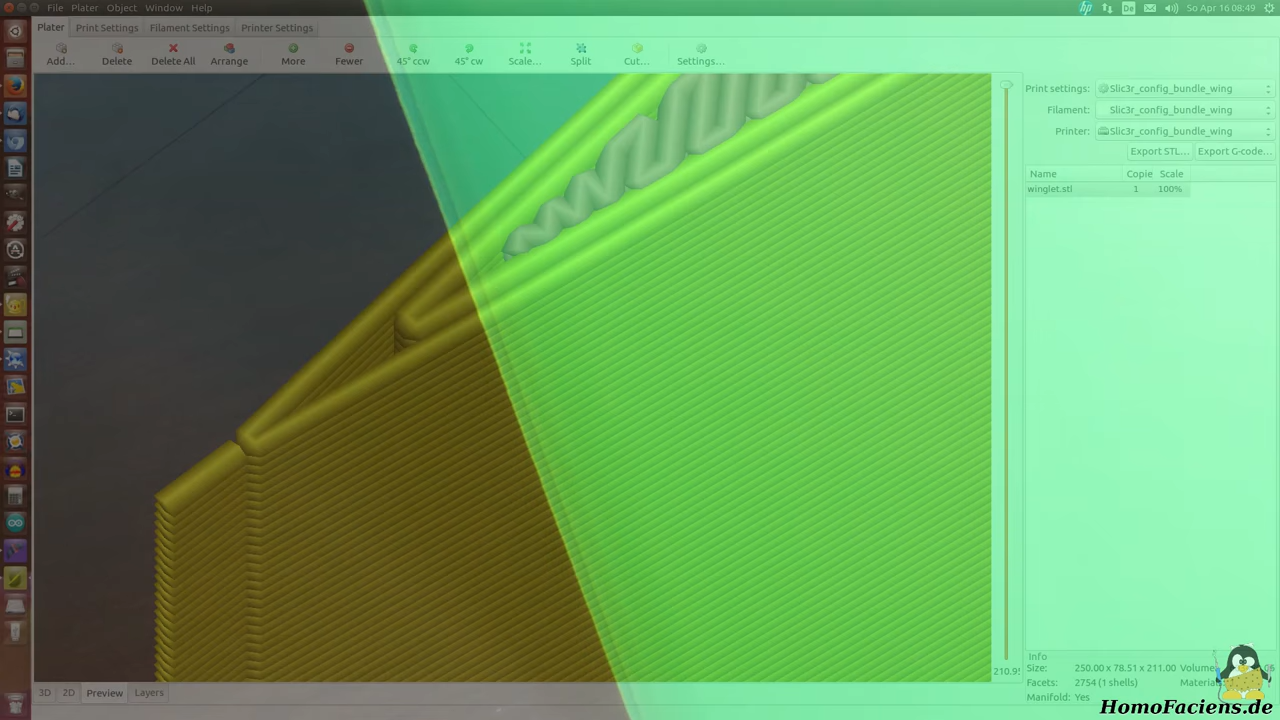 File Plater Object Window Help
hp De So Apr 16 08:49
Plater Print Settings Filament Settings Printer Settings
Add... Delete Delete All Arrange More Fewer 45° ccw 45° cw Scale... Split Cut... Settings...
Print settings: Slic3r_config_bundle_wing
Filament: Slic3r_config_bundle_wing
Printer: Slic3r_config_bundle_wing
Export STL... Export G-code...
Name Copie Scale
winglet.stl 1 100%
210.95
Info
Size: 250.00 x 78.51 x 211.00 Volume
Facets: 2754 (1 shells)
Manifold: Yes
3D 2D Preview Layers
HomoFaciens.de